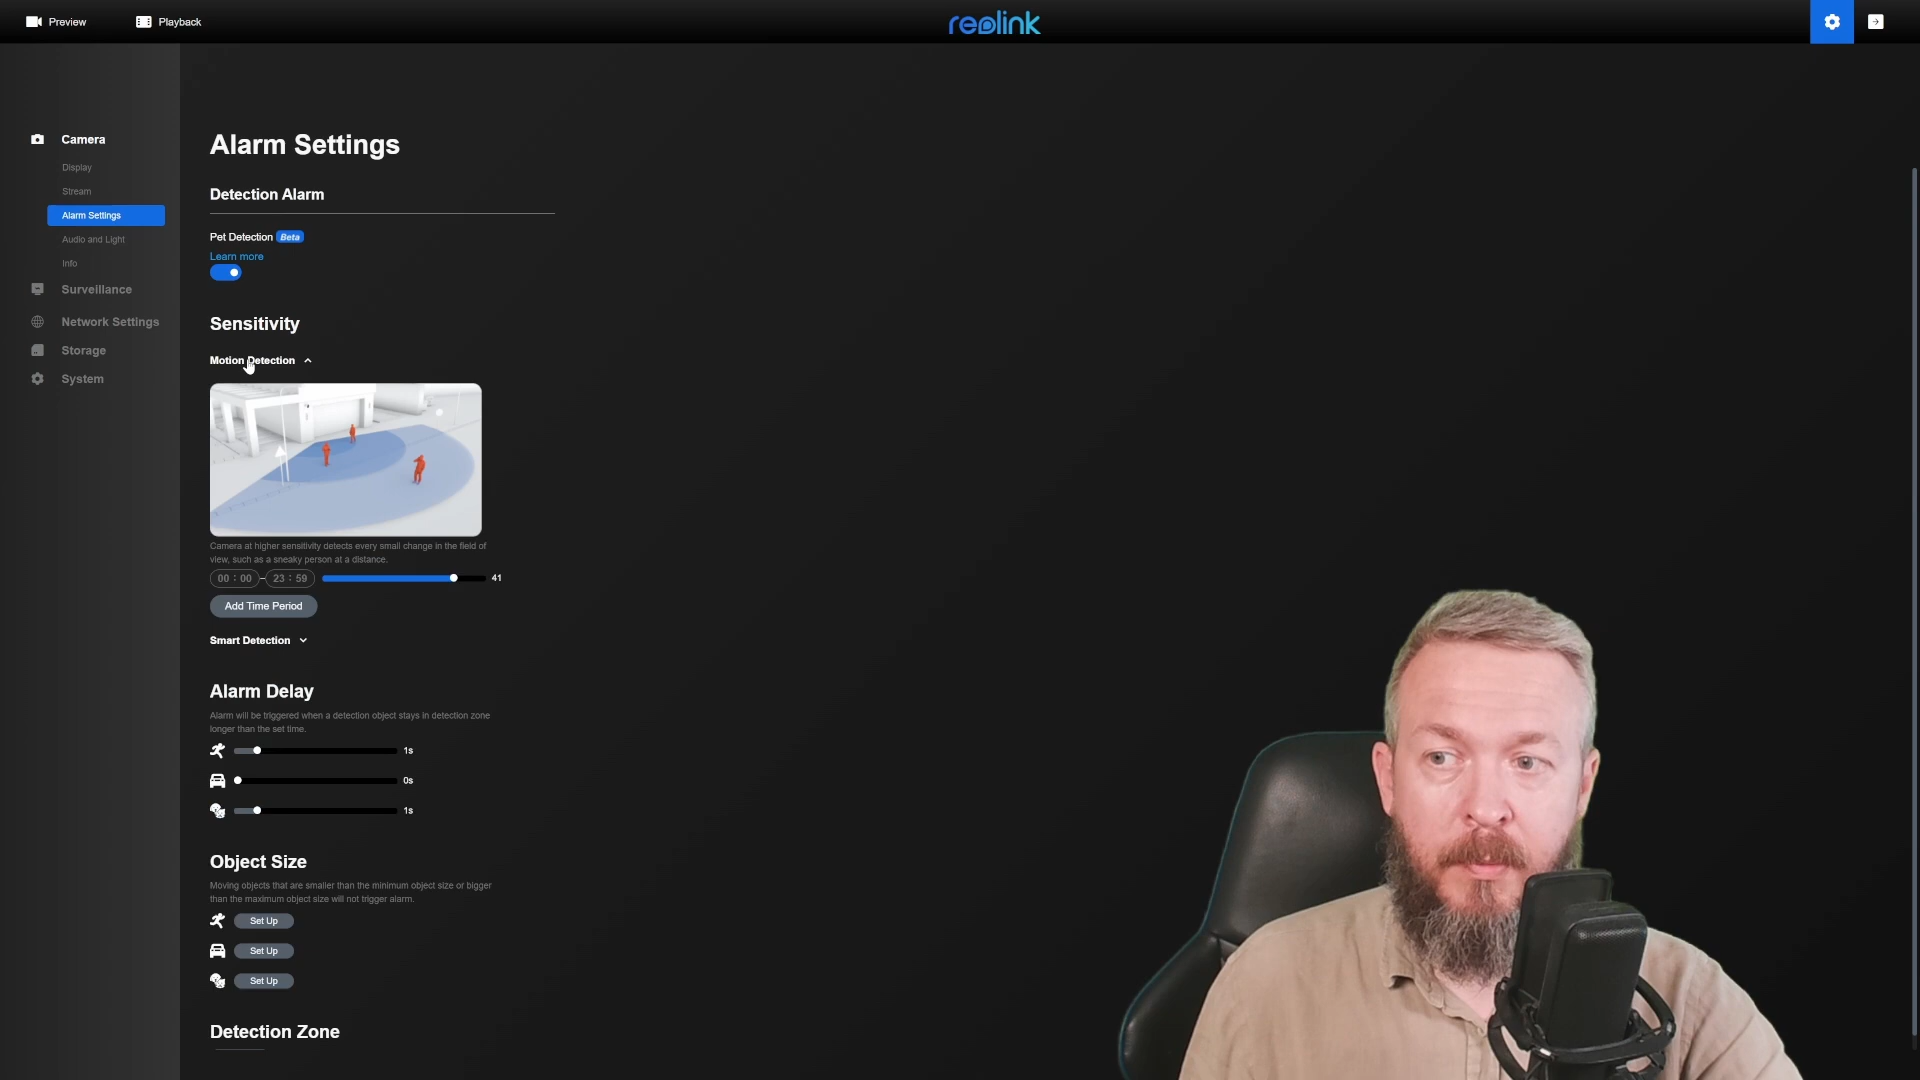 Preview
Playback
reolink
Camera
Display
Stream
Alarm Settings
Audio and Light
Info
Surveillance
Network Settings
Storage
System
Alarm Settings
Detection Alarm
Pet Detection Beta
Learn more
Sensitivity
Motion Detection
Camera at higher sensitivity detects every small change in the field of
view, such as a sneaky person at a distance.
00 : 00 – 23 : 59 41
Add Time Period
Smart Detection
Alarm Delay
Alarm will be triggered when a detection object stays in detection zone
longer than the set time.
1s
0s
1s
Object Size
Moving objects that are smaller than the minimum object size or bigger
than the maximum object size will not trigger alarm.
Set Up
Set Up
Set Up
Detection Zone